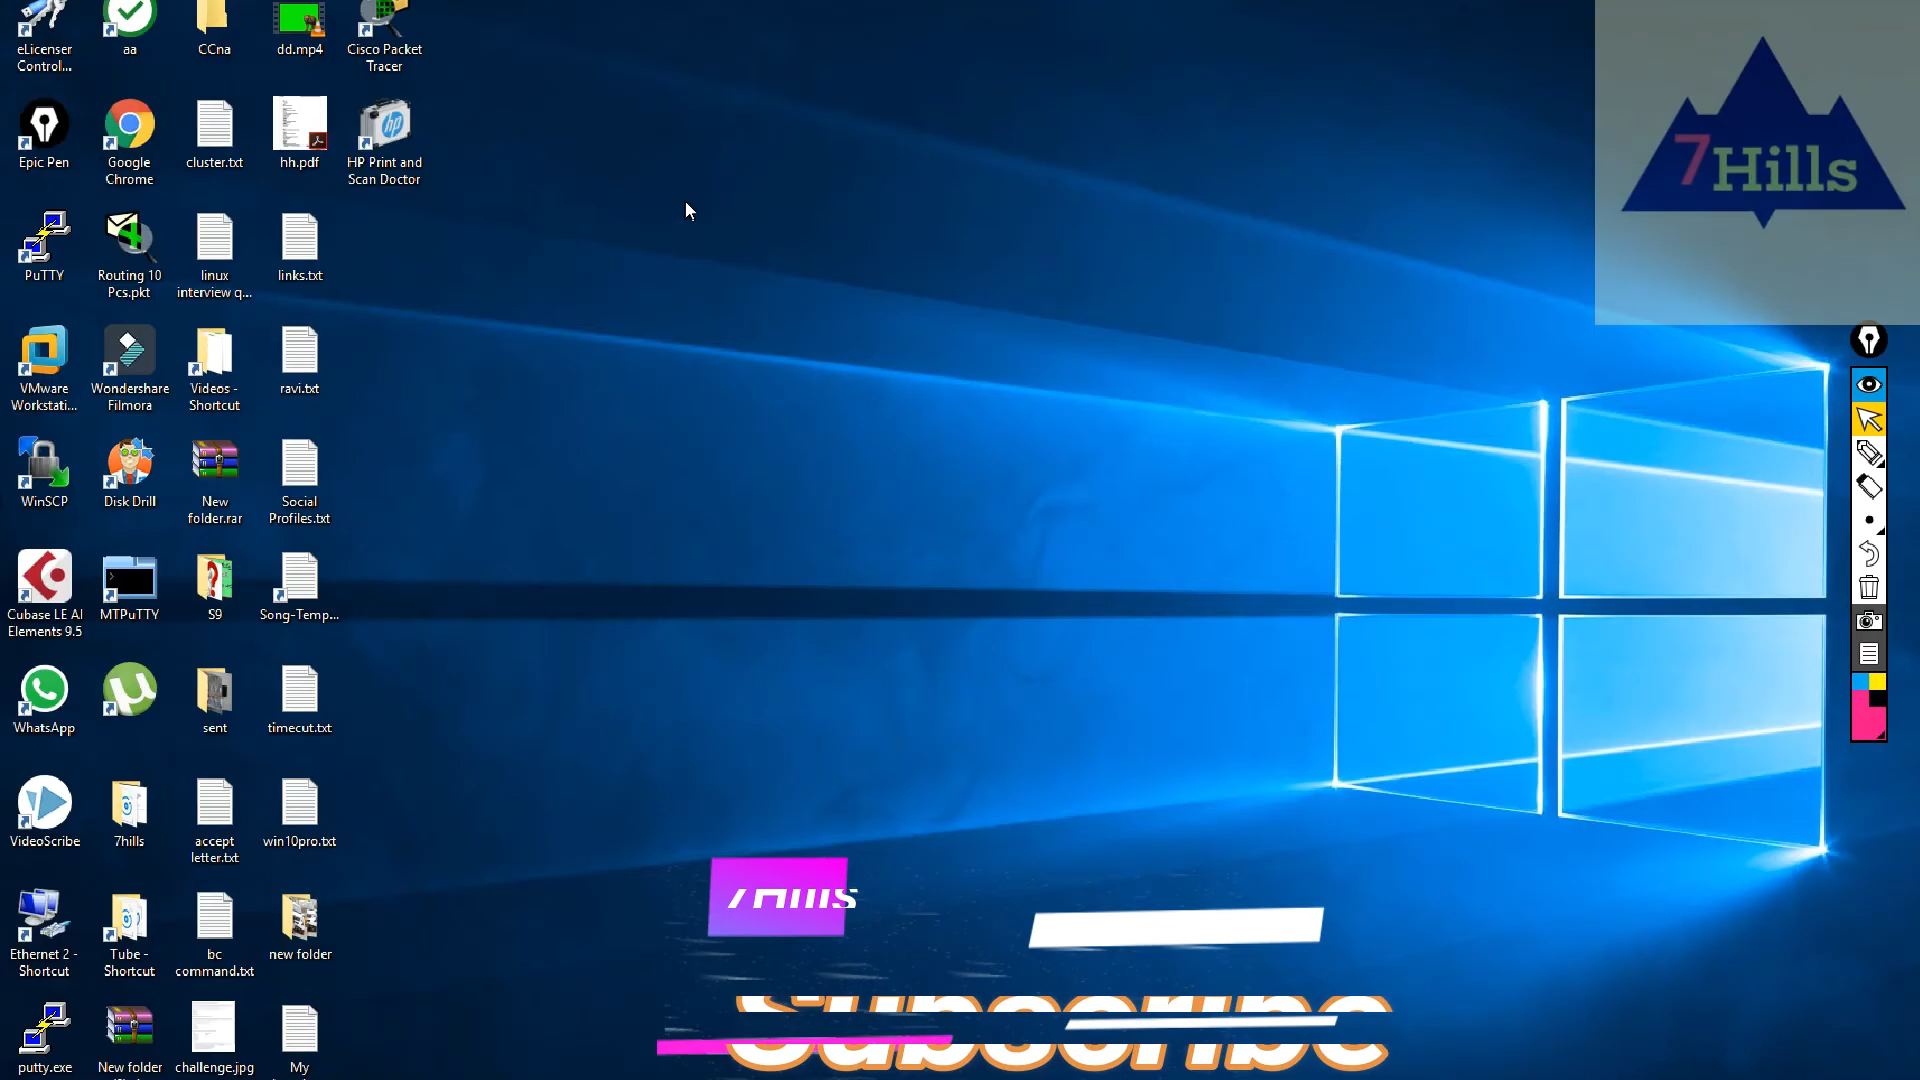 eLicenser
Control...
aa
CCna
dd.mp4
Cisco Packet
Tracer
Epic Pen
Google
Chrome
cluster.txt
hh.pdf
HP Print and
Scan Doctor
PuTTY
Routing 10
Pcs.pkt
linux
interview q...
links.txt
VMware
Workstati...
Wondershare
Filmora
Videos -
Shortcut
ravi.txt
WinSCP
Disk Drill
New
folder.rar
Social
Profiles.txt
Cubase LE AI
Elements 9.5
MTPuTTY
S9
Song-Temp...
WhatsApp
sent
timecut.txt
VideoScribe
7hills
accept
letter.txt
win10pro.txt
Ethernet 2 -
Shortcut
Tube -
Shortcut
bc
command.txt
new folder
putty.exe
New folder
challenge.jpg
My
7Hills
7Hills
Subscribe